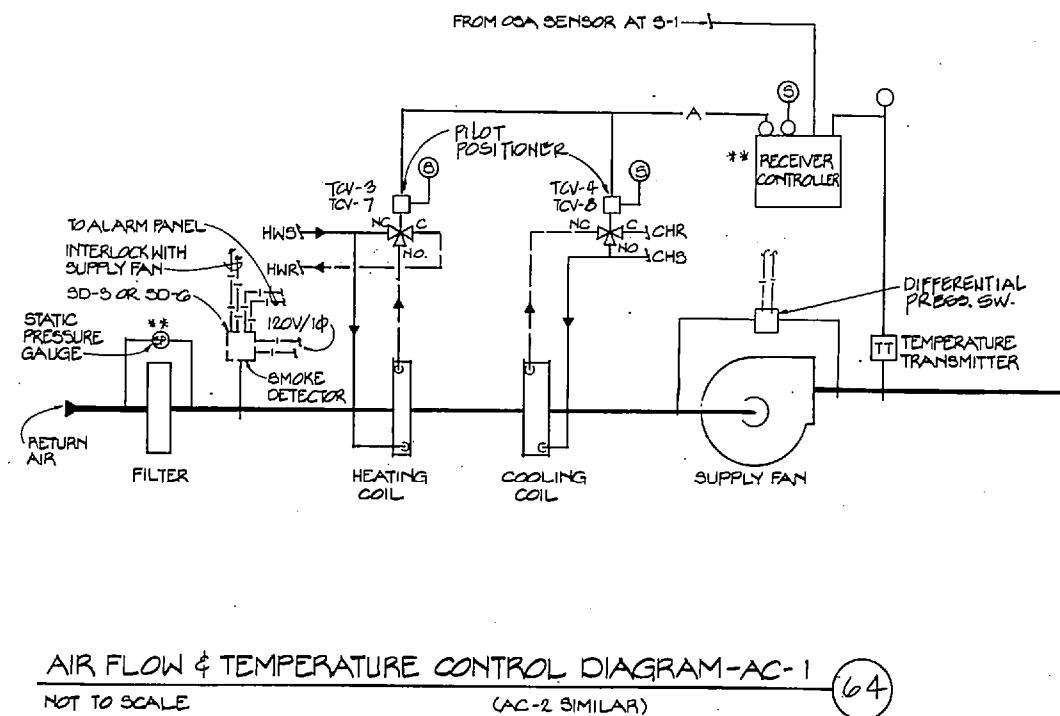 FROM OSA SENSOR AT S-1
S
A
PILOT
POSITIONER
** RECEIVER
CONTROLLER
S
S
TCV-3
TCV-7
TCV-4
TCV-8
TO ALARM PANEL
INTERLOCK WITH
SUPPLY FAN
SD-5 OR SD-6
HWS
NC
C
N.O.
HWR
NC
C
NO
CHR
CHS
STATIC
PRESSURE
GAUGE
**
SP
120V/1Φ
SMOKE
DETECTOR
DIFFERENTIAL
PRESS. SW.
TT
TEMPERATURE
TRANSMITTER
RETURN
AIR
FILTER
HEATING
COIL
COOLING
COIL
SUPPLY FAN
AIR FLOW & TEMPERATURE CONTROL DIAGRAM-AC-1
64
NOT TO SCALE
(AC-2 SIMILAR)